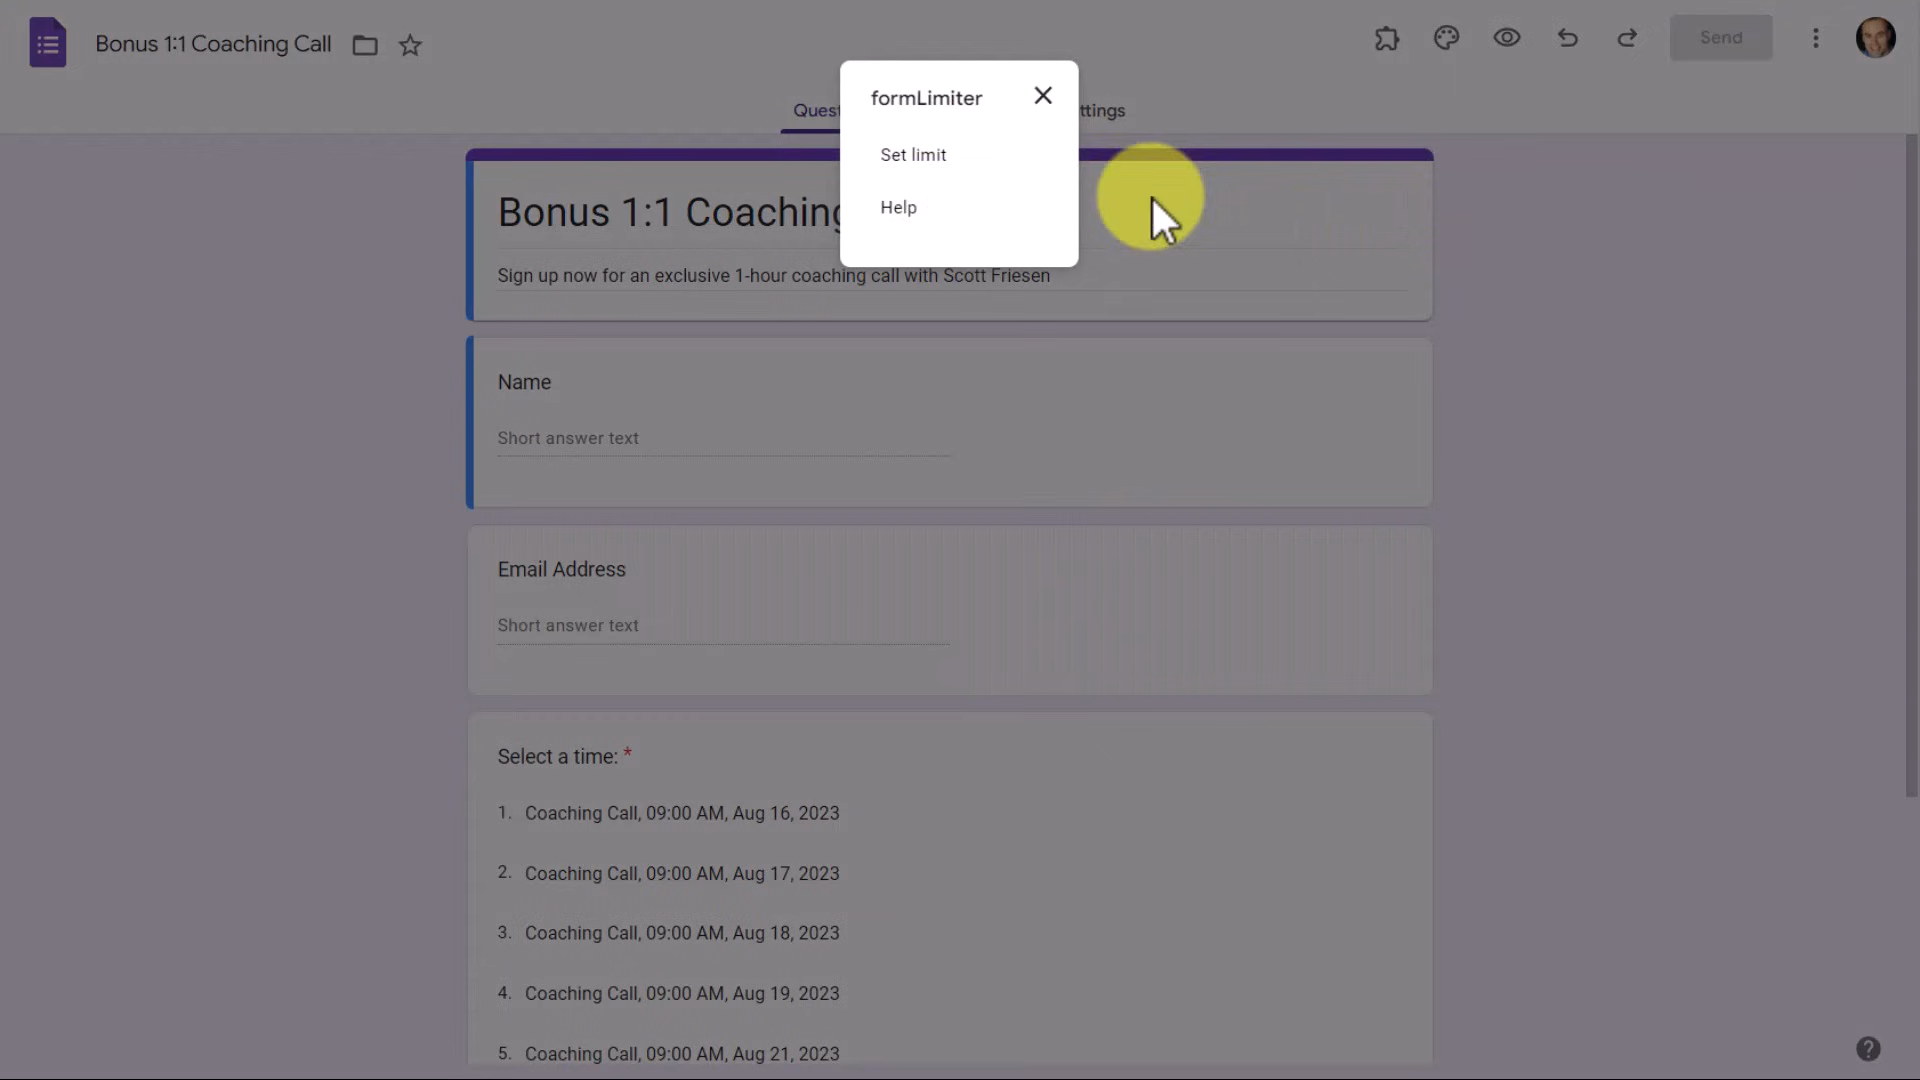 Bonus 1:1 Coaching Call
Send
formLimiter
Quest
ttings
Set limit
Help
Bonus 1:1 Coaching
Sign up now for an exclusive 1-hour coaching call with Scott Friesen
Name
Short answer text
Email Address
Short answer text
Select a time: *
1. Coaching Call, 09:00 AM, Aug 16, 2023
2. Coaching Call, 09:00 AM, Aug 17, 2023
3. Coaching Call, 09:00 AM, Aug 18, 2023
4. Coaching Call, 09:00 AM, Aug 19, 2023
5. Coaching Call, 09:00 AM, Aug 21, 2023